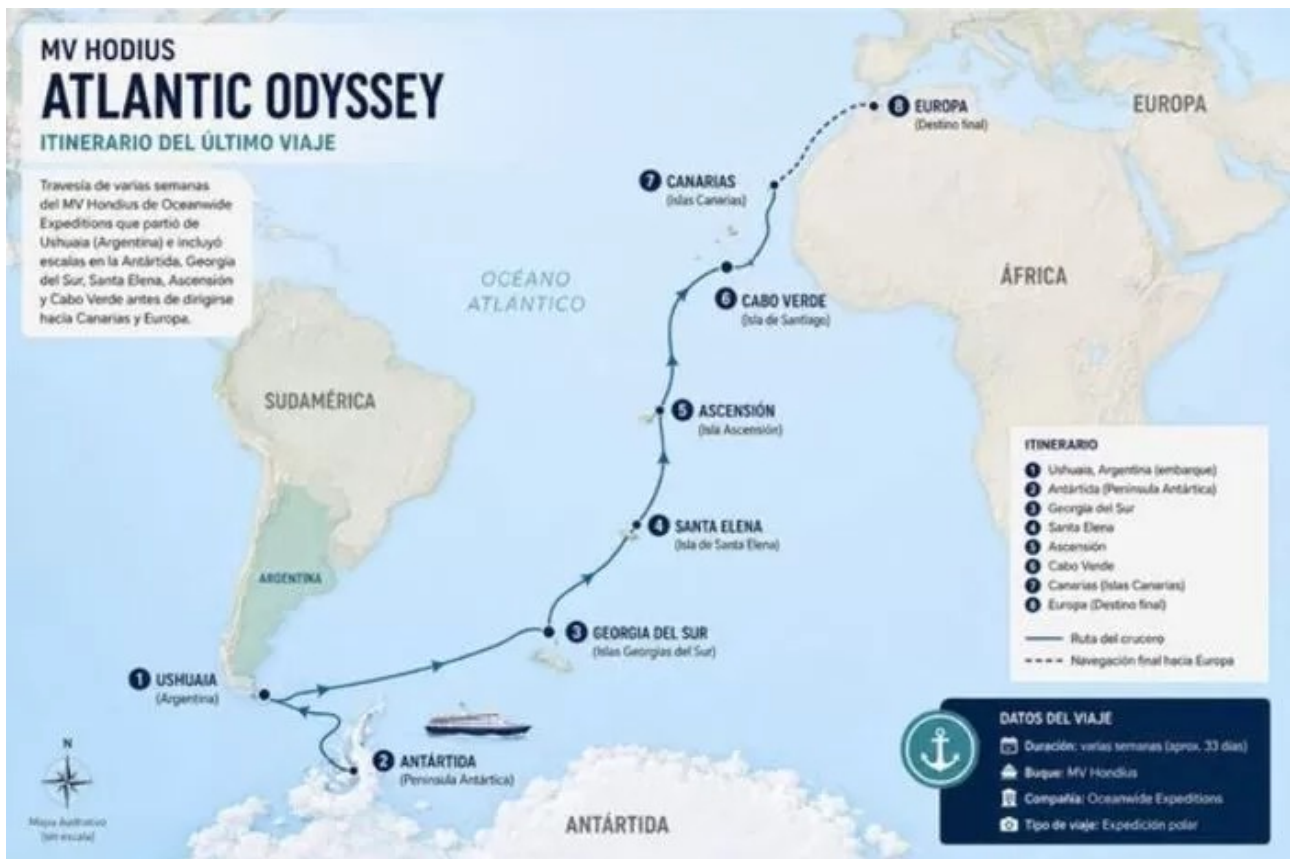 MV HODIUS
ATLANTIC ODYSSEY
ITINERARIO DEL ÚLTIMO VIAJE
Travesía de varias semanas
del MV Hondius de Oceanwide
Expeditions que partió de
Ushuaia (Argentina) e incluyó
escalas en la Antártida, Georgia
del Sur, Santa Elena, Ascensión
y Cabo Verde antes de dirigirse
hacia Canarias y Europa.
8 EUROPA
(Destino final)
EUROPA
7 CANARIAS
(Islas Canarias)
OCÉANO
ATLÁNTICO
ÁFRICA
6 CABO VERDE
(Isla de Santiago)
SUDAMÉRICA
5 ASCENSIÓN
(Isla Ascensión)
4 SANTA ELENA
(Isla de Santa Elena)
ARGENTINA
3 GEORGIA DEL SUR
(Islas Georgias del Sur)
1 USHUAIA
(Argentina)
2 ANTÁRTIDA
(Península Antártica)
ANTÁRTIDA
N
Mapa ilustrativo
(sin escala)
ITINERARIO
1 Ushuaia, Argentina (embarque)
2 Antártida (Península Antártica)
3 Georgia del Sur
4 Santa Elena
5 Ascensión
6 Cabo Verde
7 Canarias (Islas Canarias)
8 Europa (Destino final)
Ruta del crucero
Navegación final hacia Europa
DATOS DEL VIAJE
Duración: varias semanas (aprox. 33 días)
Buque: MV Hondius
Compañía: Oceanwide Expeditions
Tipo de viaje: Expedición polar